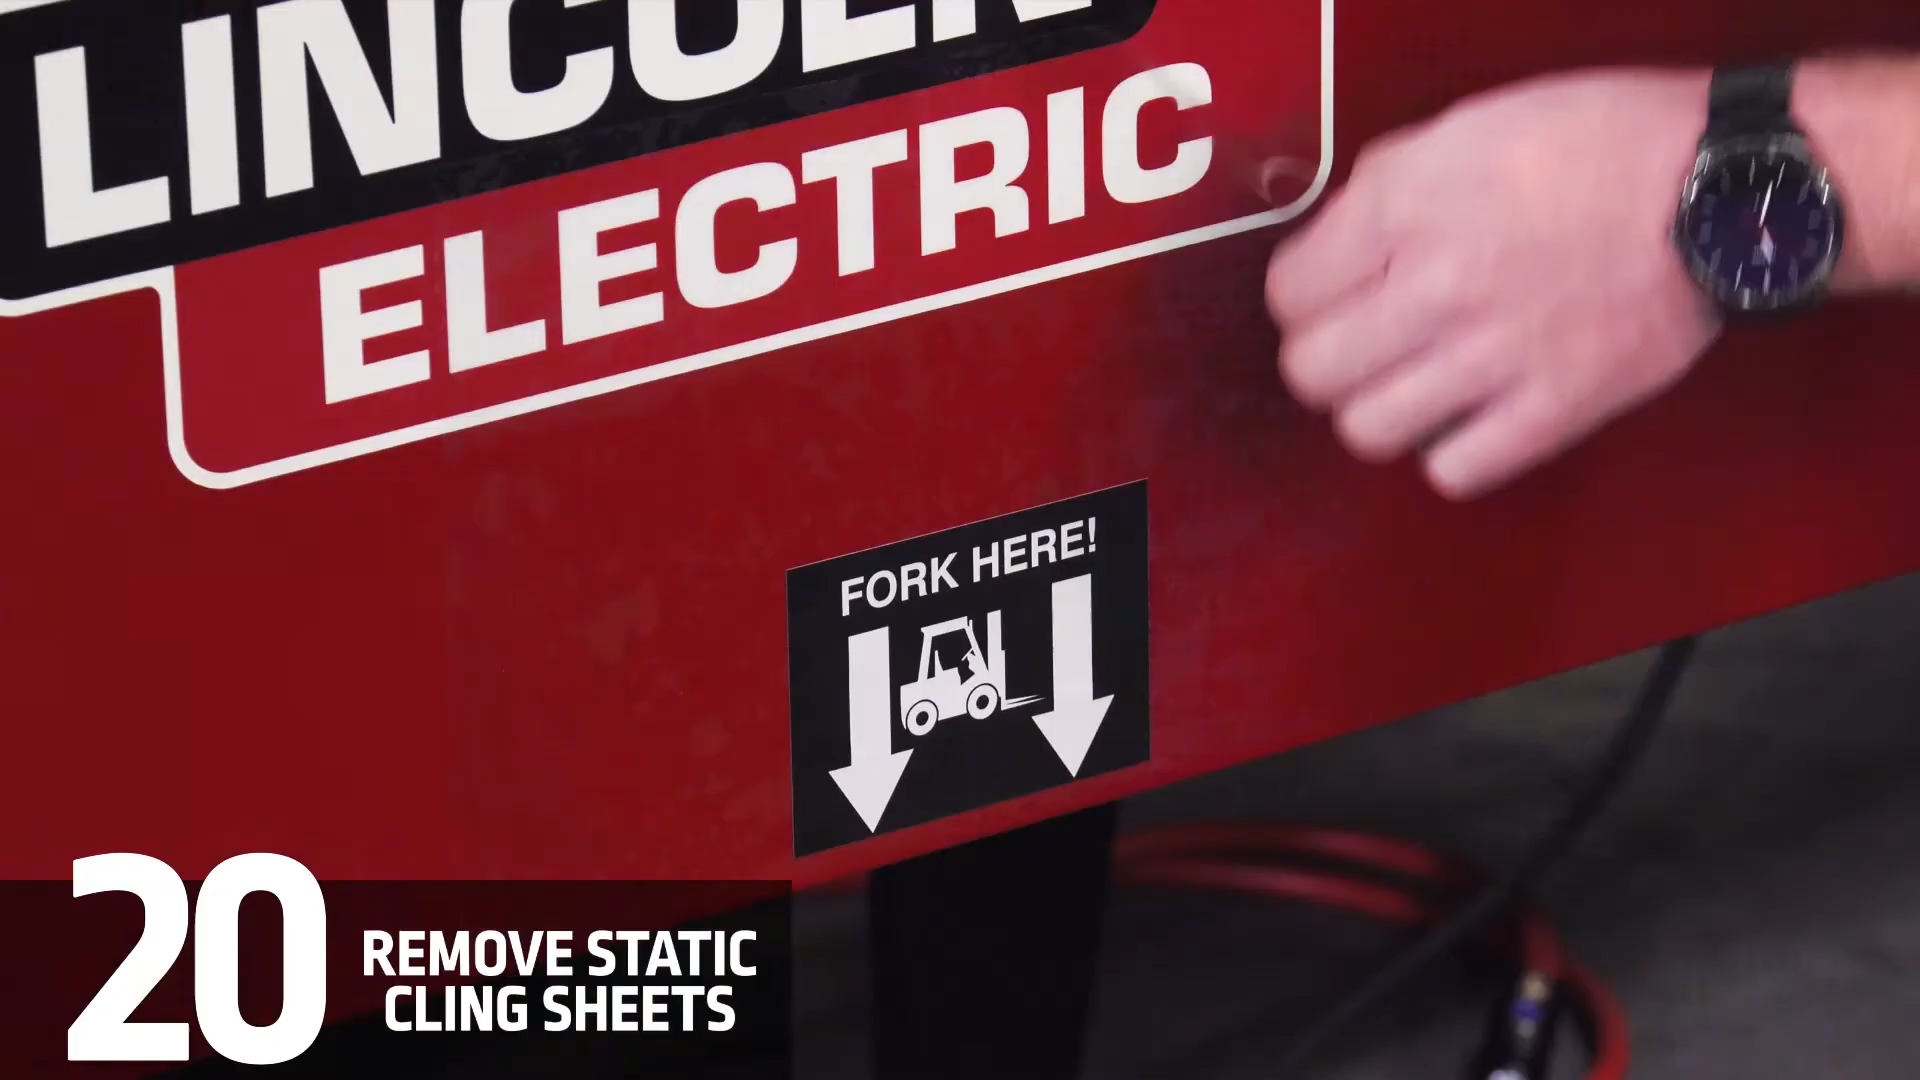 LINCOLN
ELECTRIC
FORK HERE!
20
REMOVE STATIC
CLING SHEETS